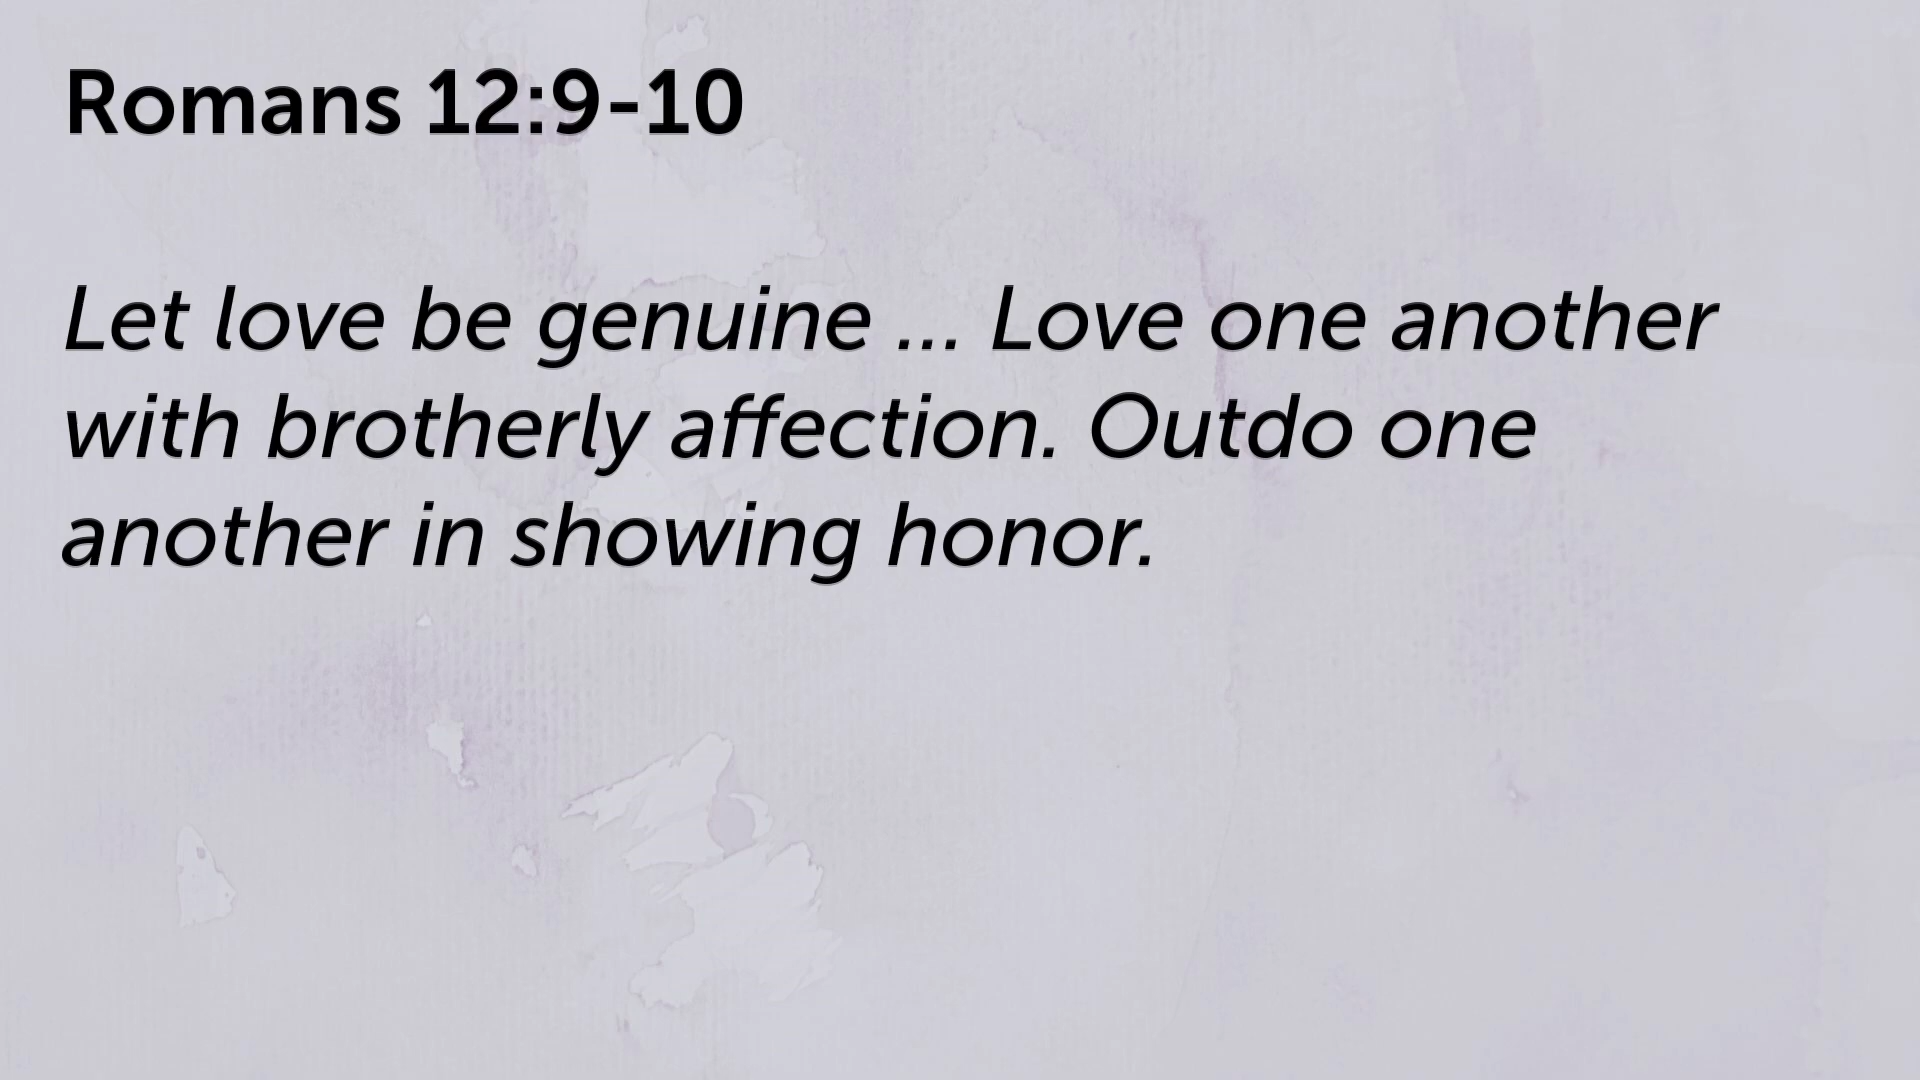 Romans 12:9-10
Let love be genuine ... Love one another
with brotherly affection. Outdo one
another in showing honor.